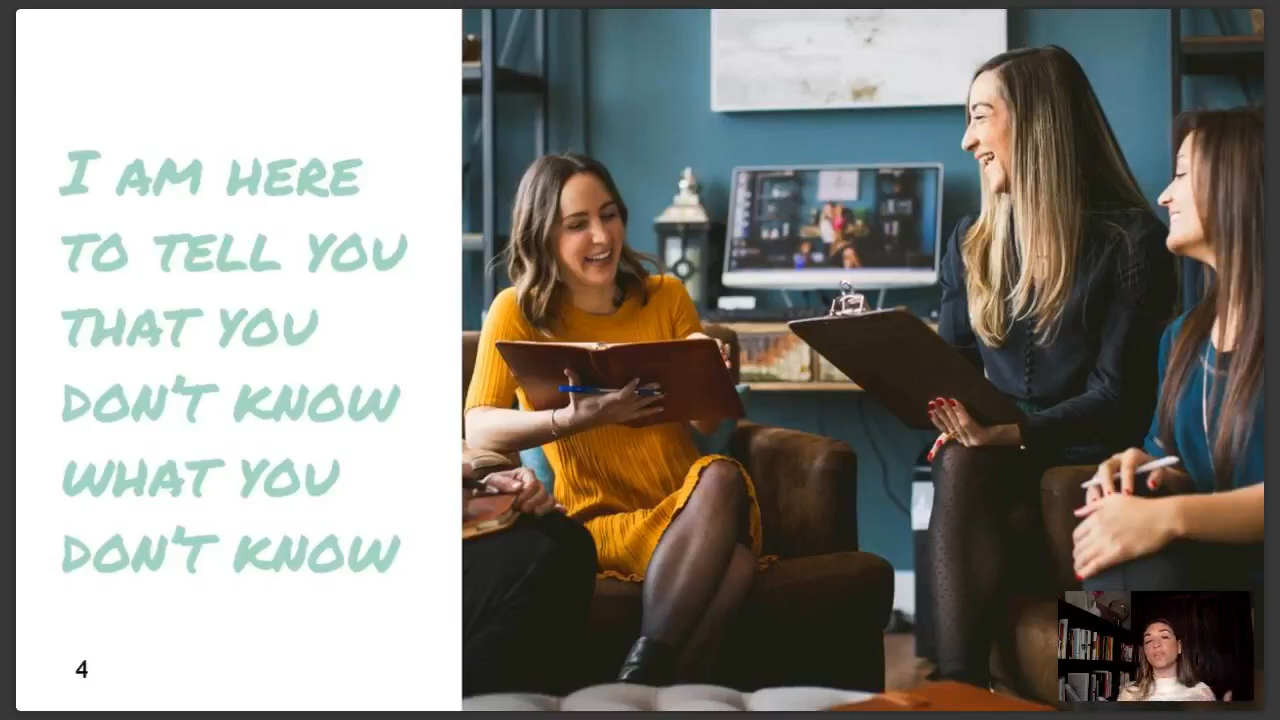 I AM HERE
TO TELL YOU
THAT YOU
DON'T KNOW
WHAT YOU
DON'T KNOW
4